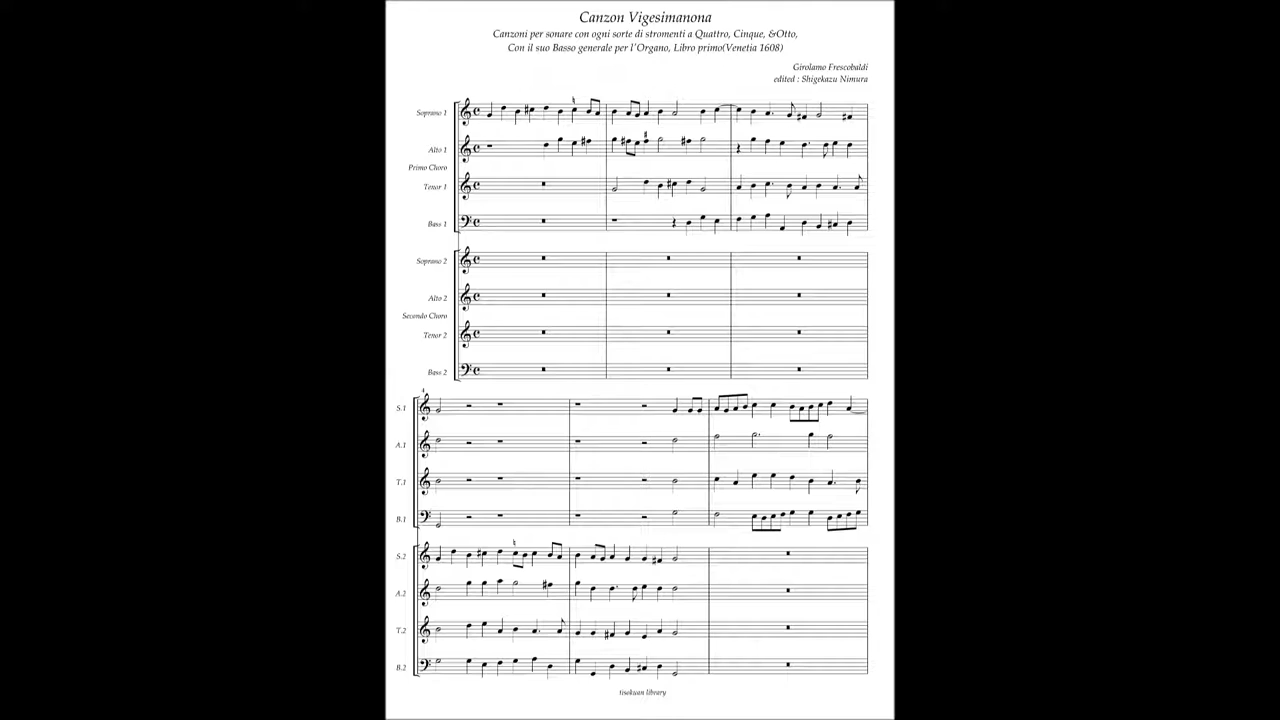 Canzon Vigesimanona
Canzoni per sonare con ogni sorte di stromenti a Quattro, Cinque, &Otto,
Con il suo Basso generale per l'Organo, Libro primo(Venetia 1608)
Girolamo Frescobaldi
edited : Shigekazu Nimura
Soprano 1
Alto 1
Primo Choro
Tenor 1
Bass 1
Soprano 2
Alto 2
Secondo Choro
Tenor 2
Bass 2
4
S.1
A.1
T.1
B.1
S.2
A.2
T.2
B.2
tisekwan library